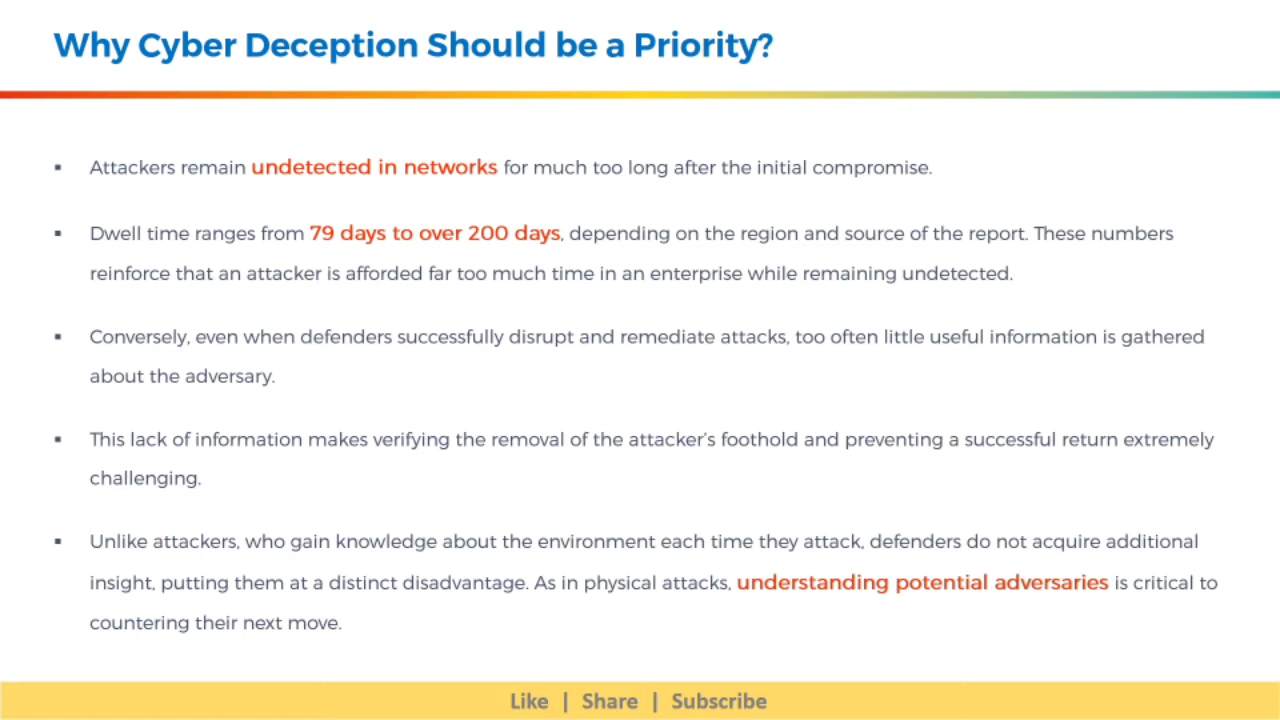 Why Cyber Deception Should be a Priority?
▪ Attackers remain undetected in networks for much too long after the initial compromise.
▪ Dwell time ranges from 79 days to over 200 days, depending on the region and source of the report. These numbers
reinforce that an attacker is afforded far too much time in an enterprise while remaining undetected.
▪ Conversely, even when defenders successfully disrupt and remediate attacks, too often little useful information is gathered
about the adversary.
▪ This lack of information makes verifying the removal of the attacker's foothold and preventing a successful return extremely
challenging.
▪ Unlike attackers, who gain knowledge about the environment each time they attack, defenders do not acquire additional
insight, putting them at a distinct disadvantage. As in physical attacks, understanding potential adversaries is critical to
countering their next move.
Like | Share | Subscribe